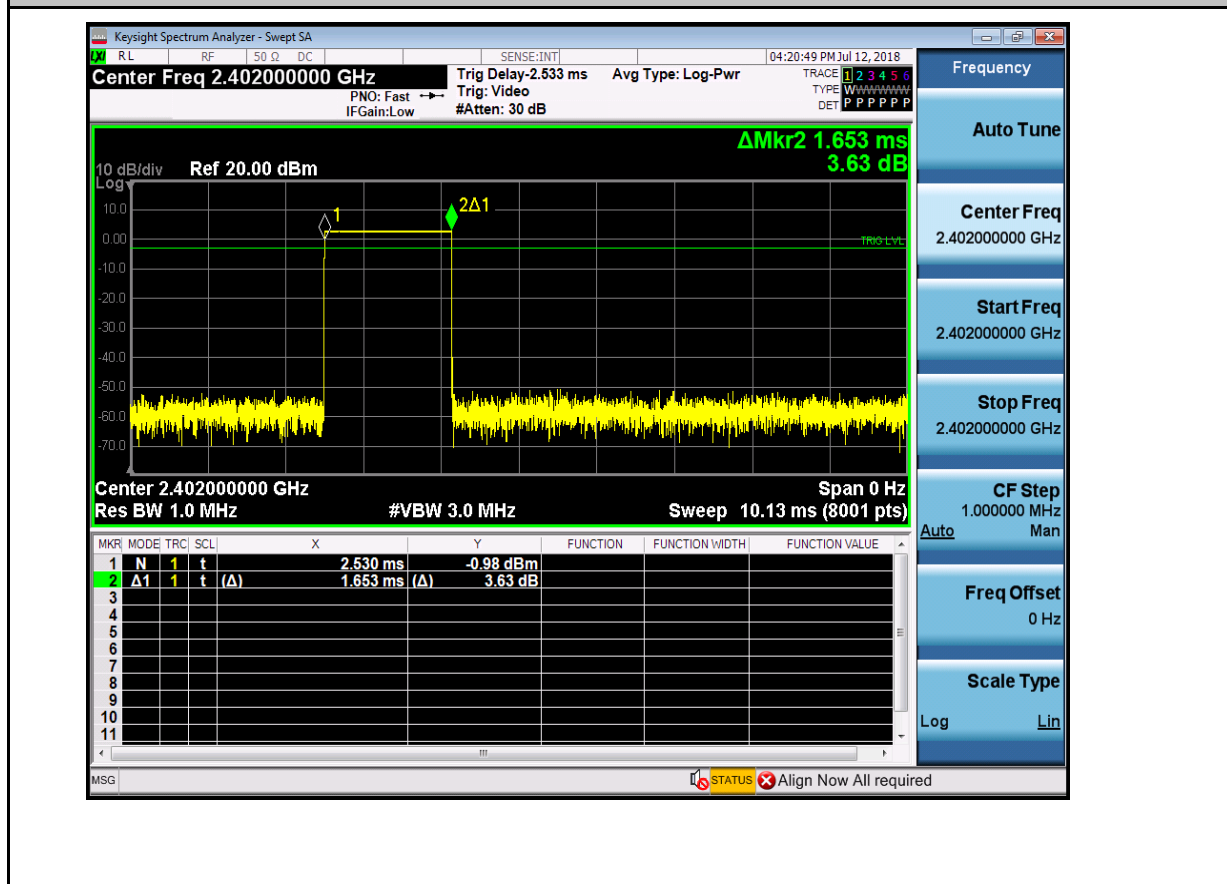 Keysight Spectrum Analyzer - Swept SA
LXI RL RF 50 Ω DC SENSE:INT 04:20:49 PM Jul 12, 2018
Center Freq 2.402000000 GHz
PNO: Fast
IFGain:Low
Trig Delay-2.533 ms
Trig: Video
#Atten: 30 dB
Avg Type: Log-Pwr
TRACE 1 2 3 4 5 6
TYPE WWWWWW
DET P P P P P P
ΔMkr2 1.653 ms
3.63 dB
10 dB/div
Log
Ref 20.00 dBm
10.0
0.00
-10.0
-20.0
-30.0
-40.0
-50.0
-60.0
-70.0
1
2Δ1
TRIG LVL
Center 2.402000000 GHz
Span 0 Hz
Res BW 1.0 MHz
#VBW 3.0 MHz
Sweep 10.13 ms (8001 pts)
MKR MODE TRC SCL X Y FUNCTION FUNCTION WIDTH FUNCTION VALUE
1 N 1 t 2.530 ms -0.98 dBm
2 Δ1 1 t (Δ) 1.653 ms (Δ) 3.63 dB
3
4
5
6
7
8
9
10
11
MSG
STATUS
Align Now All required
Frequency
Auto Tune
Center Freq
2.402000000 GHz
Start Freq
2.402000000 GHz
Stop Freq
2.402000000 GHz
CF Step
1.000000 MHz
Auto Man
Freq Offset
0 Hz
Scale Type
Log Lin